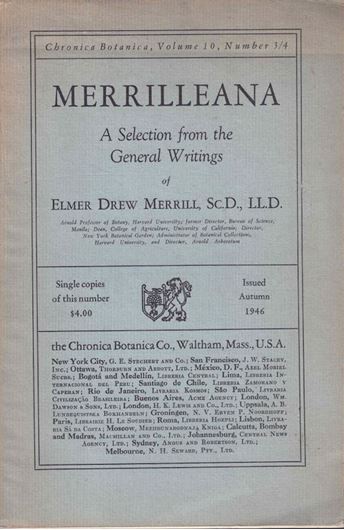 Chronica Botanica, Volume 10, Number 3/4
MERRILLEANA
A Selection from the
General Writings
of
ELMER DREW MERRILL, Sc.D., LL.D.
Arnold Professor of Botany, Harvard University; former Director, Bureau of Science,
Manila; Dean, College of Agriculture, University of California; Director,
New York Botanical Garden; Administrator of Botanical Collections,
Harvard University, and Director, Arnold Arboretum
Single copies
of this number
$4.00
Issued
Autumn
1946
the Chronica Botanica Co., Waltham, Mass., U.S.A.
New York City, G. E. STECHERT AND CO.; San Francisco, J. W. STACEY,
INC.; Ottawa, THORBURN AND ABBOTT, LTD.; México, D. F., AXEL MORIEL
SUCRS.; Bogotá and Medellín, LIBRERIA CENTRAL; Lima, LIBRERIA IN-
TERNACIONAL DEL PERU; Santiago de Chile, LIBRERIA ZAMORANO Y
CAPERAN; Rio de Janeiro, LIVRARIA KOSMOS; São Paulo, LIVRARIA
CIVILIZAÇÃO BRASILEIRA; Buenos Aires, ACME AGENCY; London, WM.
DAWSON & SONS, LTD.; London, H. K. LEWIS AND CO., LTD.; Uppsala, A. B.
LUNDEQUISTSKA BOKHANDELN; Groningen, N. V. ERVEN P. NOORDHOFF;
Paris, LIBRAIRIE H. LE SOUDIER; Roma, LIBRERIA HOEPLI; Lisbon, LIVRA-
RIA SÁ DA COSTA; Moscow, MEZHDUNARODNAJA KNIGA; Calcutta, Bombay
and Madras, MACMILLAN AND CO., LTD.; Johannesburg, CENTRAL NEWS
AGENCY, LTD.; Sydney, ANGUS AND ROBERTSON, LTD.;
Melbourne, N. H. SEWARD, PTY., LTD.